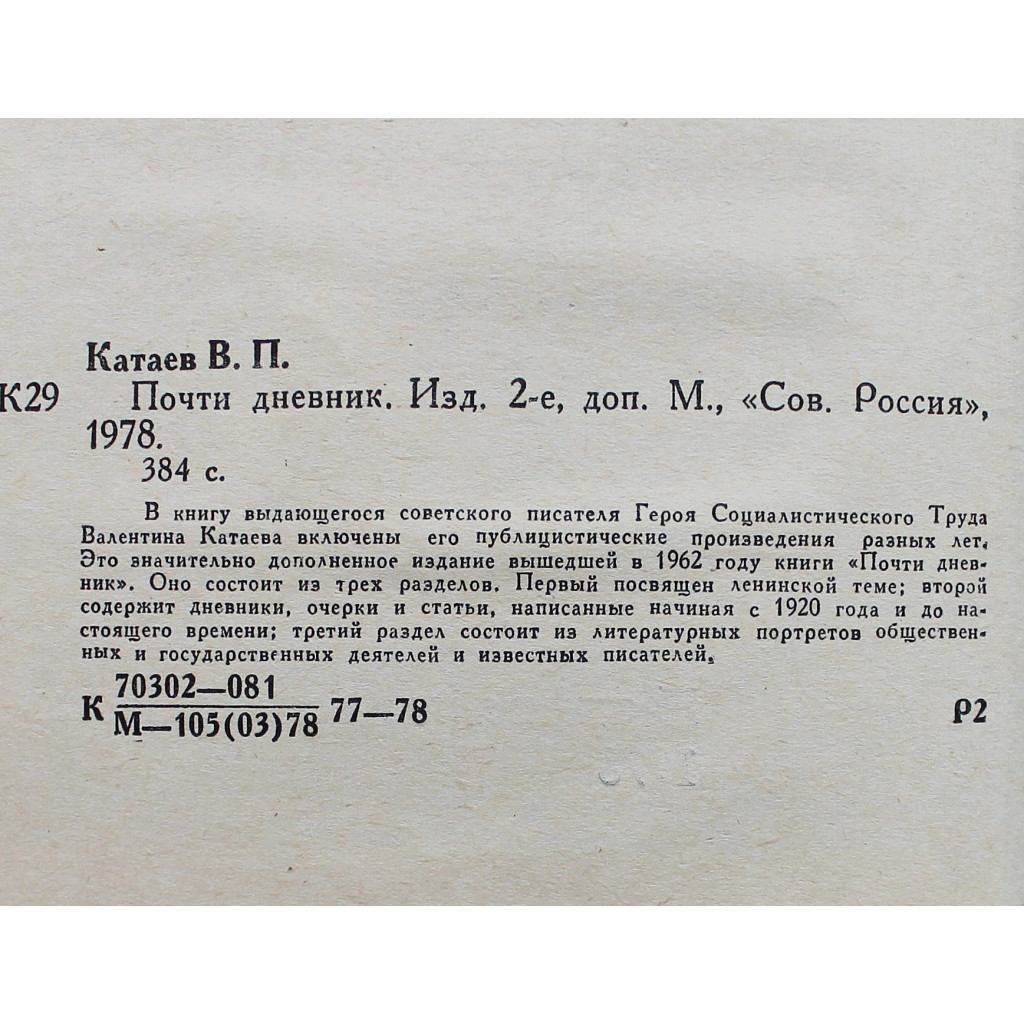 Катаев В. П.
К29 Почти дневник. Изд. 2-е, доп. М., «Сов. Россия»,
1978.
384 с.
В книгу выдающегося советского писателя Героя Социалистического Труда
Валентина Катаева включены его публицистические произведения разных лет.
Это значительно дополненное издание вышедшей в 1962 году книги «Почти днев-
ник». Оно состоит из трех разделов. Первый посвящен ленинской теме; второй
содержит дневники, очерки и статьи, написанные начиная с 1920 года и до на-
стоящего времени; третий раздел состоит из литературных портретов обществен-
ных и государственных деятелей и известных писателей.
70302—081
К 77—78 Р2
М—105(03)78